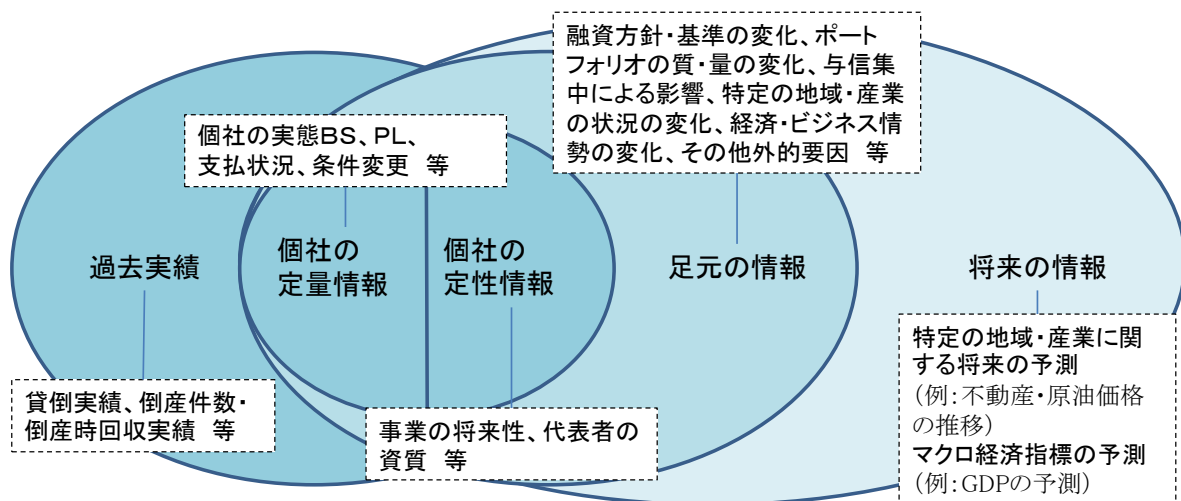 融資方針・基準の変化、ポート
フォリオの質・量の変化、与信集
中による影響、特定の地域・産業
の状況の変化、経済・ビジネス情
勢の変化、その他外的要因　等
個社の実態ＢＳ、ＰＬ、
支払状況、条件変更　等
過去実績
個社の
定量情報
個社の
定性情報
足元の情報
将来の情報
貸倒実績、倒産件数・
倒産時回収実績　等
事業の将来性、代表者の
資質　等
特定の地域・産業に関
する将来の予測
（例：不動産・原油価格
の推移）
マクロ経済指標の予測
（例：GDPの予測）